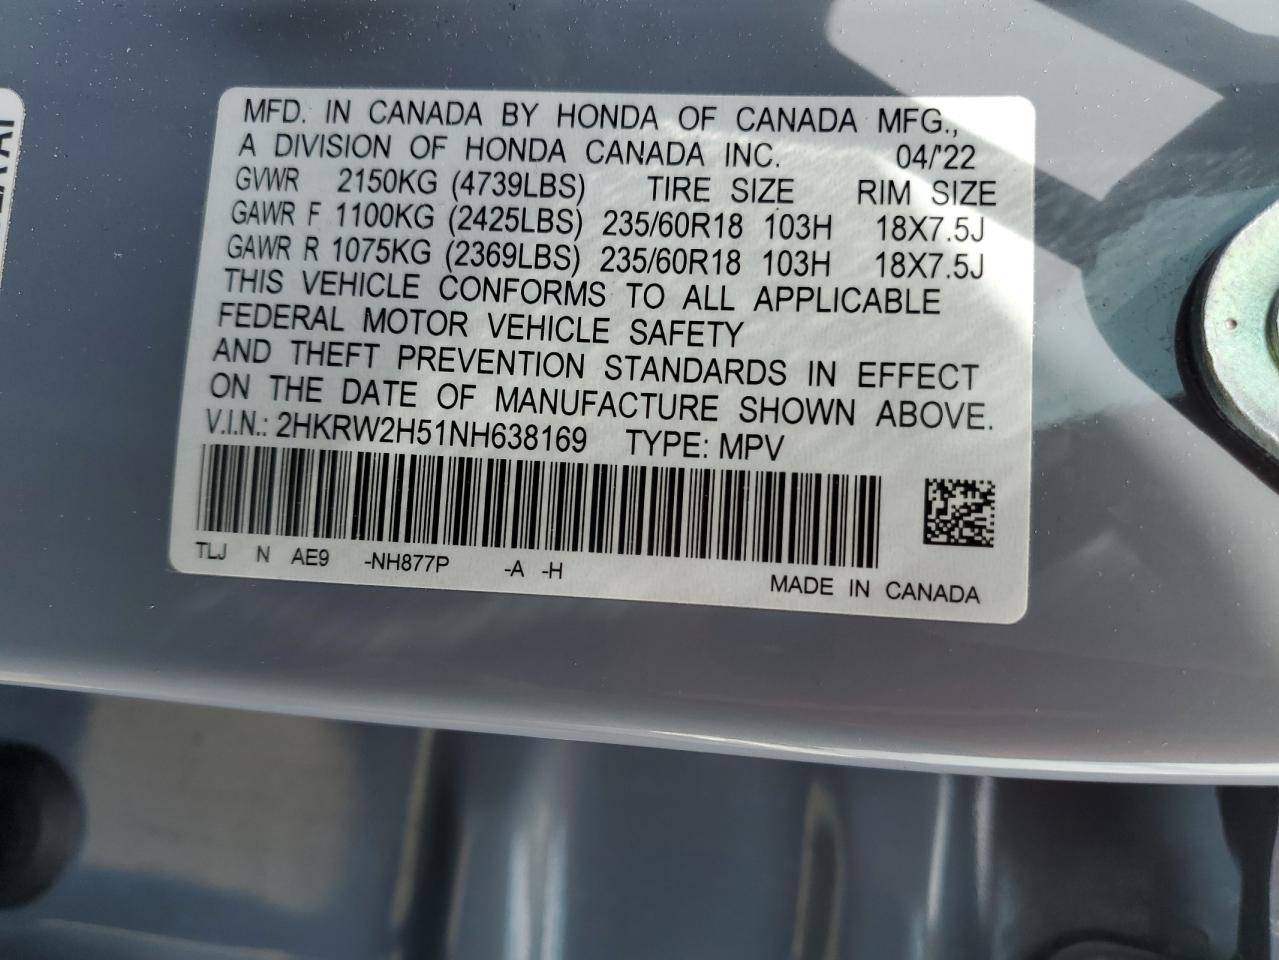 MFD. IN CANADA BY HONDA OF CANADA MFG.,
A DIVISION OF HONDA CANADA INC. 04/'22
GVWR 2150KG (4739LBS) TIRE SIZE RIM SIZE
GAWR F 1100KG (2425LBS) 235/60R18 103H 18X7.5J
GAWR R 1075KG (2369LBS) 235/60R18 103H 18X7.5J
THIS VEHICLE CONFORMS TO ALL APPLICABLE
FEDERAL MOTOR VEHICLE SAFETY
AND THEFT PREVENTION STANDARDS IN EFFECT
ON THE DATE OF MANUFACTURE SHOWN ABOVE.
V.I.N.: 2HKRW2H51NH638169 TYPE: MPV
TLJ N AE9 -NH877P -A -H
MADE IN CANADA